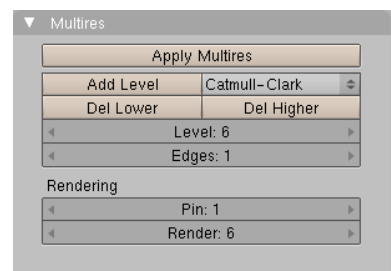 Multires
Apply Multires
Add Level Catmull-Clark
Del Lower Del Higher
Level: 6
Edges: 1
Rendering
Pin: 1
Render: 6